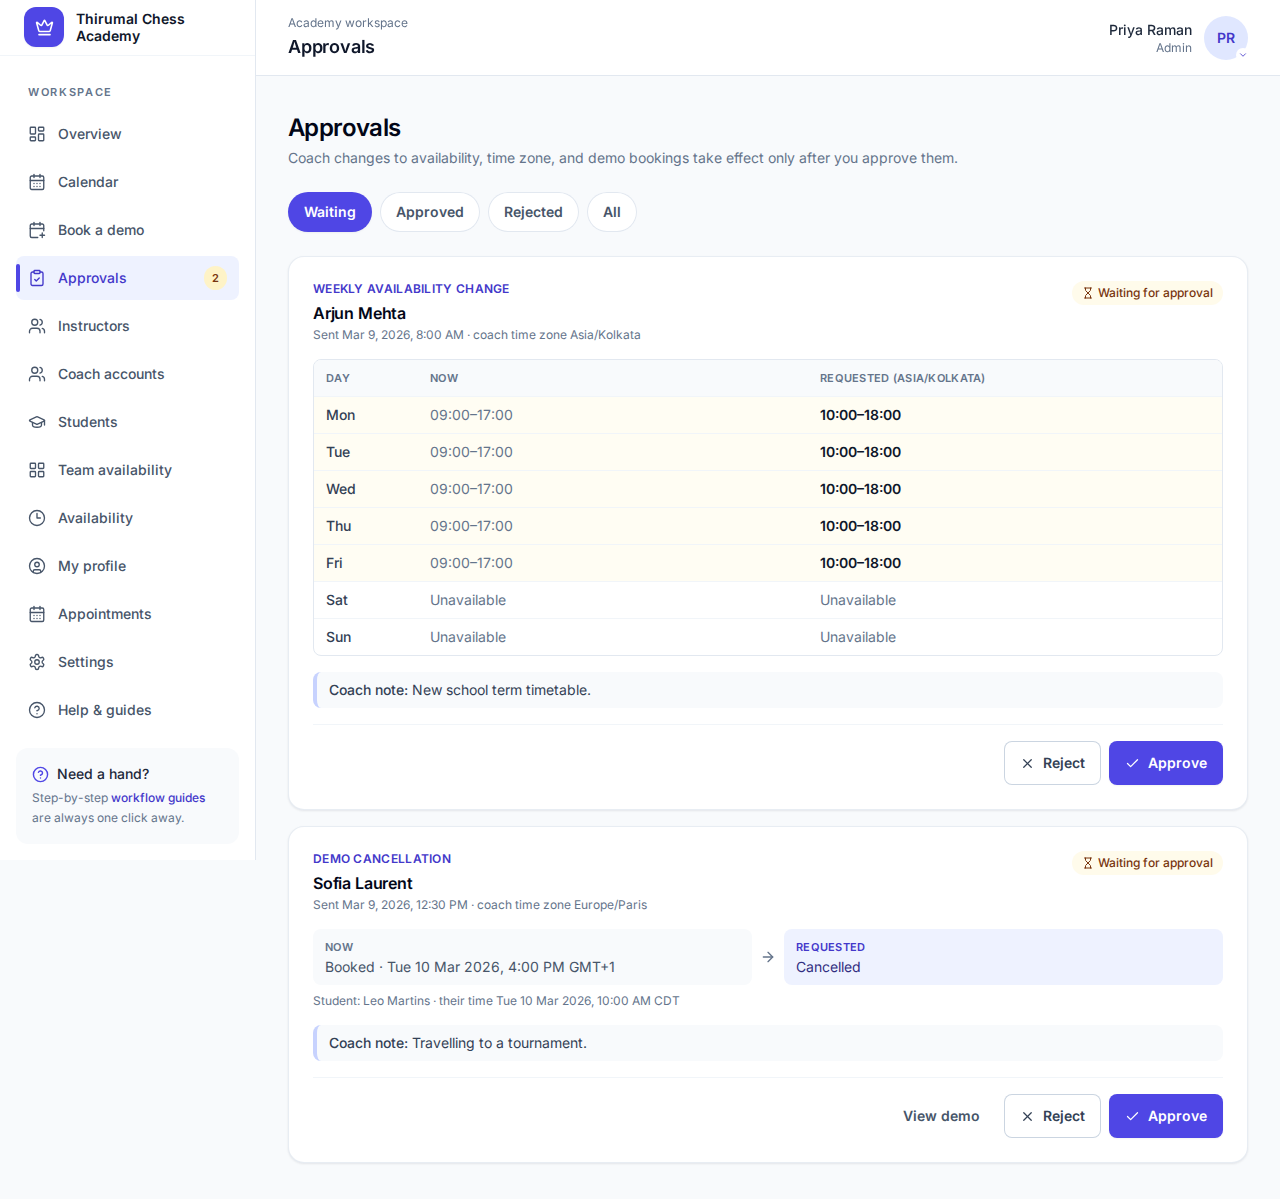 Thirumal Chess
Academy
Academy workspace
Approvals
Priya Raman
Admin
PR
WORKSPACE
Overview
Calendar
Book a demo
Approvals 2
Instructors
Coach accounts
Students
Team availability
Availability
My profile
Appointments
Settings
Help & guides
Need a hand?
Step-by-step workflow guides
are always one click away.
Approvals
Coach changes to availability, time zone, and demo bookings take effect only after you approve them.
Waiting Approved Rejected All
WEEKLY AVAILABILITY CHANGE
Waiting for approval
Arjun Mehta
Sent Mar 9, 2026, 8:00 AM · coach time zone Asia/Kolkata
DAY NOW REQUESTED (ASIA/KOLKATA)
Mon 09:00–17:00 10:00–18:00
Tue 09:00–17:00 10:00–18:00
Wed 09:00–17:00 10:00–18:00
Thu 09:00–17:00 10:00–18:00
Fri 09:00–17:00 10:00–18:00
Sat Unavailable Unavailable
Sun Unavailable Unavailable
Coach note: New school term timetable.
Reject Approve
DEMO CANCELLATION
Waiting for approval
Sofia Laurent
Sent Mar 9, 2026, 12:30 PM · coach time zone Europe/Paris
NOW
Booked · Tue 10 Mar 2026, 4:00 PM GMT+1
REQUESTED
Cancelled
Student: Leo Martins · their time Tue 10 Mar 2026, 10:00 AM CDT
Coach note: Travelling to a tournament.
View demo Reject Approve